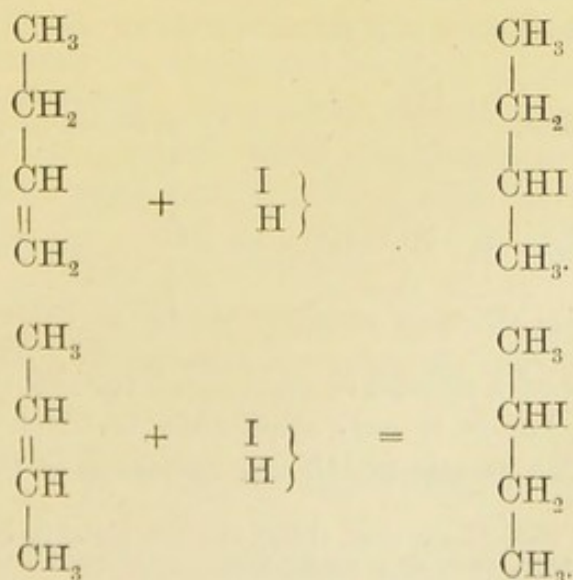 CH₃ CH₃
| |
CH₂ CH₂
| |
CH + I } CHI
|| H |
CH₂ CH₃.
CH₃ CH₃
| |
CH + I } = CHI
|| H |
CH CH₂
| |
CH₃ CH₃.